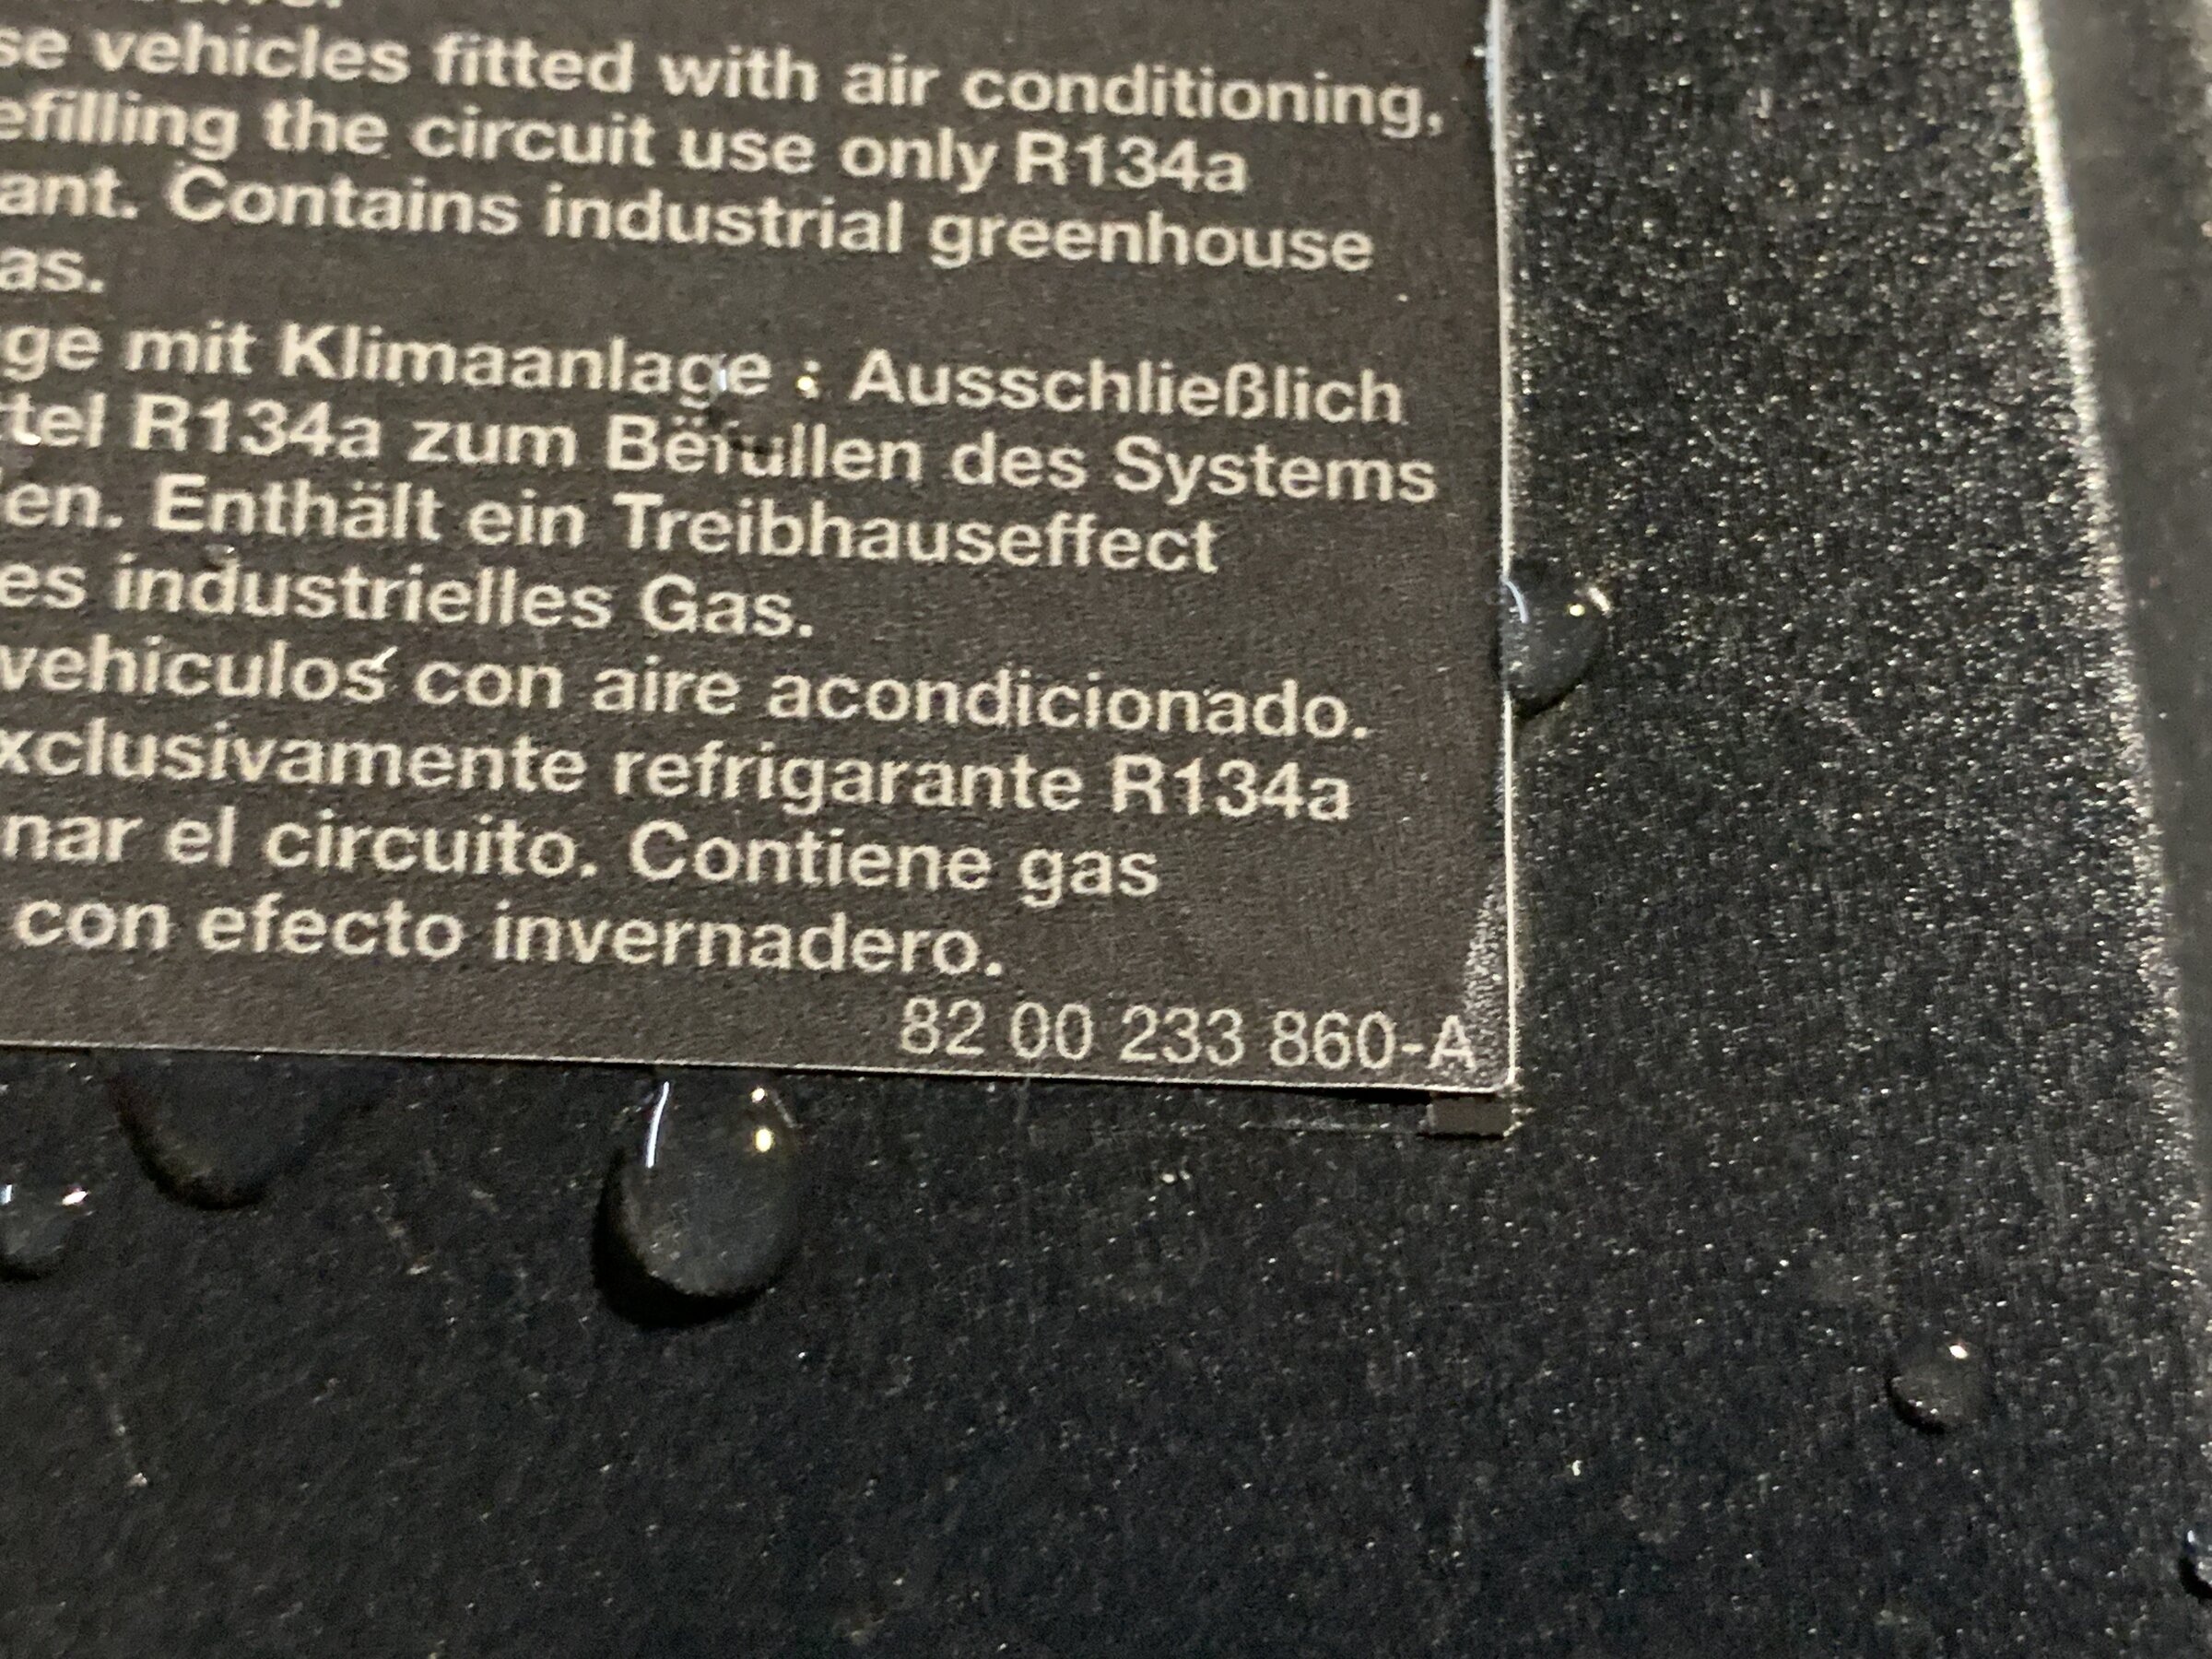 se vehicles fitted with air conditioning,
efilling the circuit use only R134a
ant. Contains industrial greenhouse
as.
ge mit Klimaanlage : Ausschließlich
tel R134a zum Befullen des Systems
en. Enthält ein Treibhauseffect
es industrielles Gas.
vehiculos con aire acondicionado.
xclusivamente refrigarante R134a
nar el circuito. Contiene gas
con efecto invernadero.
82 00 233 860-A